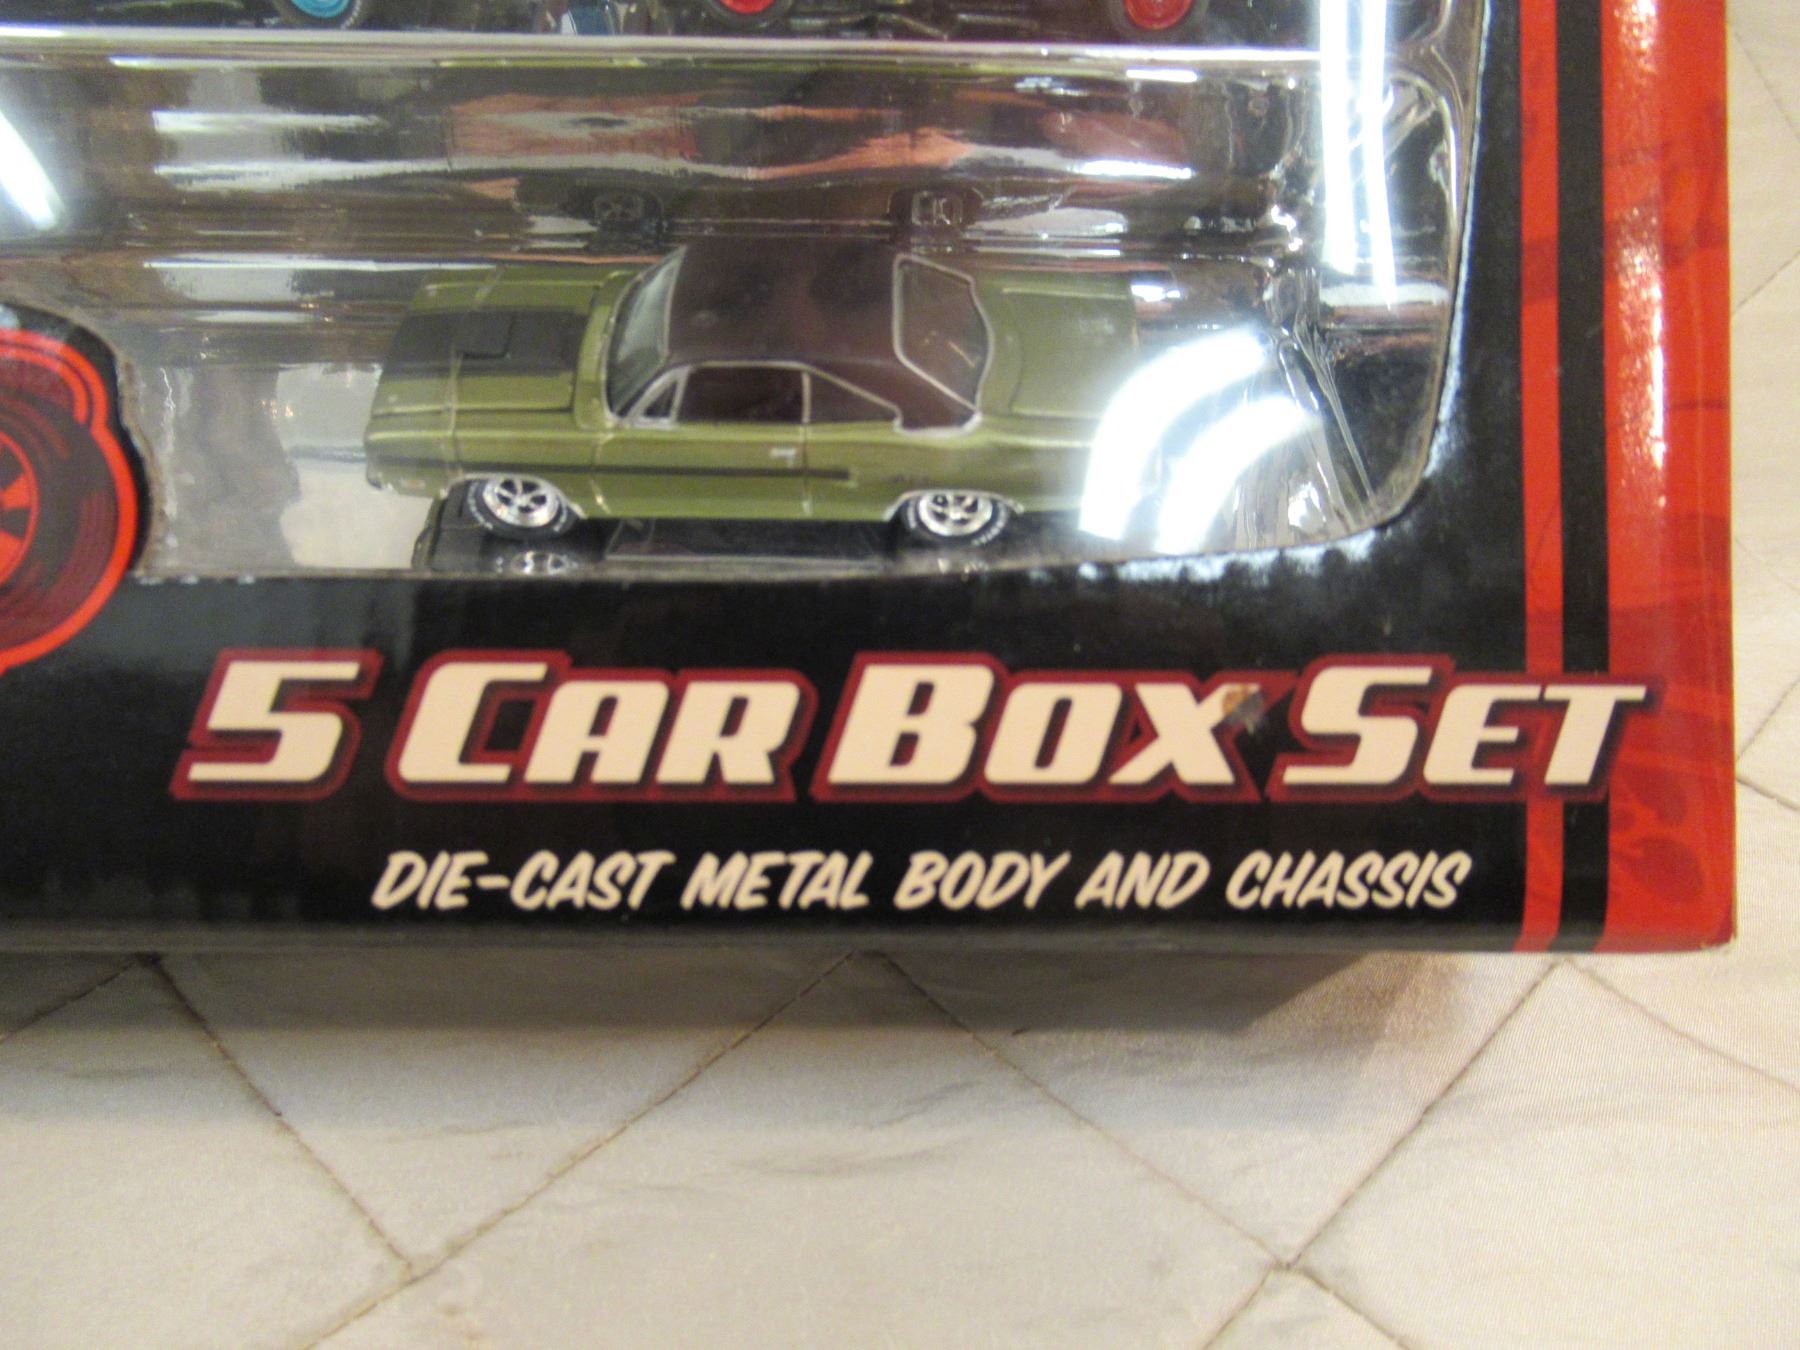 5 CAR BOX SET
DIE-CAST METAL BODY AND CHASSIS